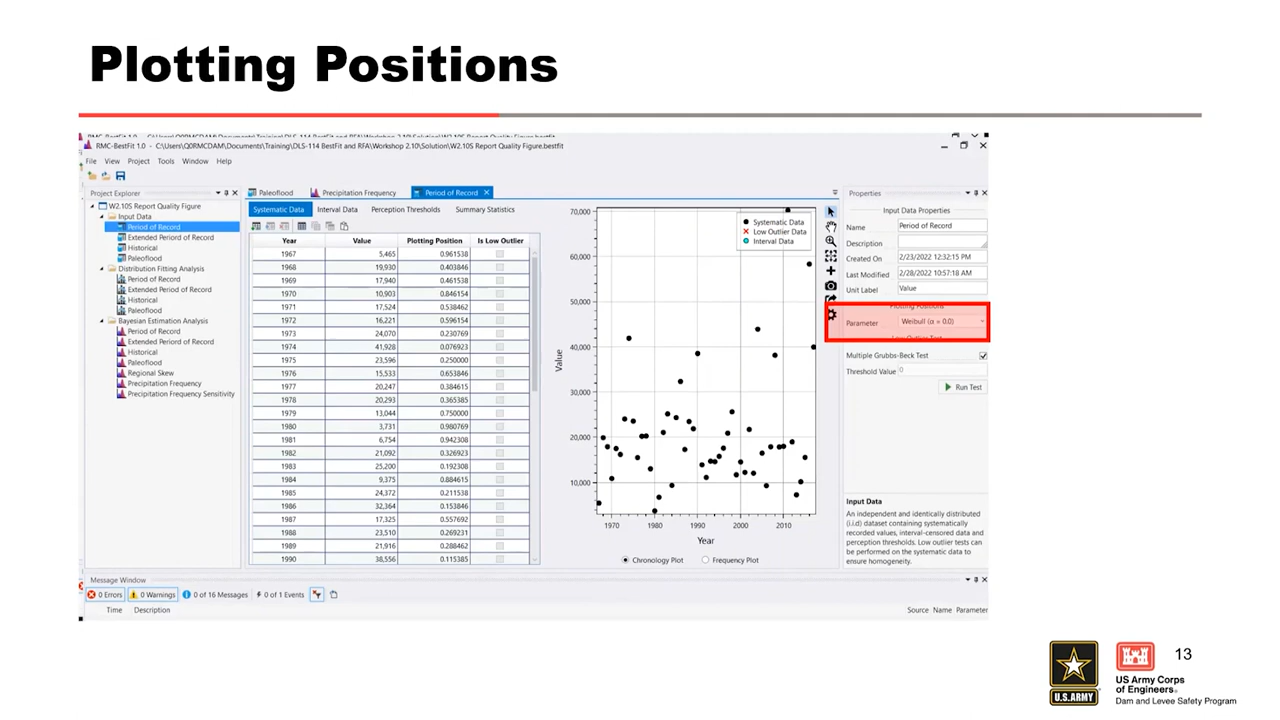 Plotting Positions
RMC-BestFit 1.0 - C:\Users\Q0RMCDAM\Documents\Training\DLS-114 BestFit and RFA\Workshop 2.10\Solution\W2.10S Report Quality Figure.bestfit
File View Project Tools Window Help
Project Explorer
W2.10S Report Quality Figure
Input Data
Period of Record
Extended Periord of Record
Historical
Paleoflood
Distribution Fitting Analysis
Period of Record
Extended Periord of Record
Historical
Paleoflood
Bayesian Estimation Analysis
Period of Record
Extended Periord of Record
Historical
Paleoflood
Regional Skew
Precipitation Frequency
Precipitation Frequency Sensitivity
Paleoflood Precipitation Frequency Period of Record
Systematic Data Interval Data Perception Thresholds Summary Statistics
Year Value Plotting Position Is Low Outlier
1967 5,465 0.961538
1968 19,930 0.403846
1969 17,940 0.461538
1970 10,903 0.846154
1971 17,524 0.538462
1972 16,221 0.596154
1973 24,070 0.230769
1974 41,928 0.076923
1975 23,596 0.250000
1976 15,533 0.653846
1977 20,247 0.384615
1978 20,293 0.365385
1979 13,044 0.750000
1980 3,731 0.980769
1981 6,754 0.942308
1982 21,092 0.326923
1983 25,200 0.192308
1984 9,375 0.884615
1985 24,372 0.211538
1986 32,364 0.153846
1987 17,325 0.557692
1988 23,510 0.269231
1989 21,916 0.288462
1990 38,556 0.115385
70,000
60,000
50,000
40,000
30,000
20,000
10,000
Value
1970 1980 1990 2000 2010
Year
Systematic Data
Low Outlier Data
Interval Data
Chronology Plot Frequency Plot
Properties
Input Data Properties
Name Period of Record
Description
Created On 2/23/2022 12:32:15 PM
Last Modified 2/28/2022 10:57:18 AM
Unit Label Value
Plotting Positions
Parameter Weibull (α = 0.0)
Low Outlier Test
Multiple Grubbs-Beck Test
Threshold Value 0
Run Test
Input Data
An independent and identically distributed
(i.i.d) dataset containing systematically
recorded values, interval-censored data and
perception thresholds. Low outlier tests
can be performed on the systematic data to
ensure homogeneity.
Message Window
0 Errors 0 Warnings 0 of 16 Messages 0 of 1 Events
Time Description Source Name Parameter
U.S.ARMY
US Army Corps
of Engineers®
Dam and Levee Safety Program
13